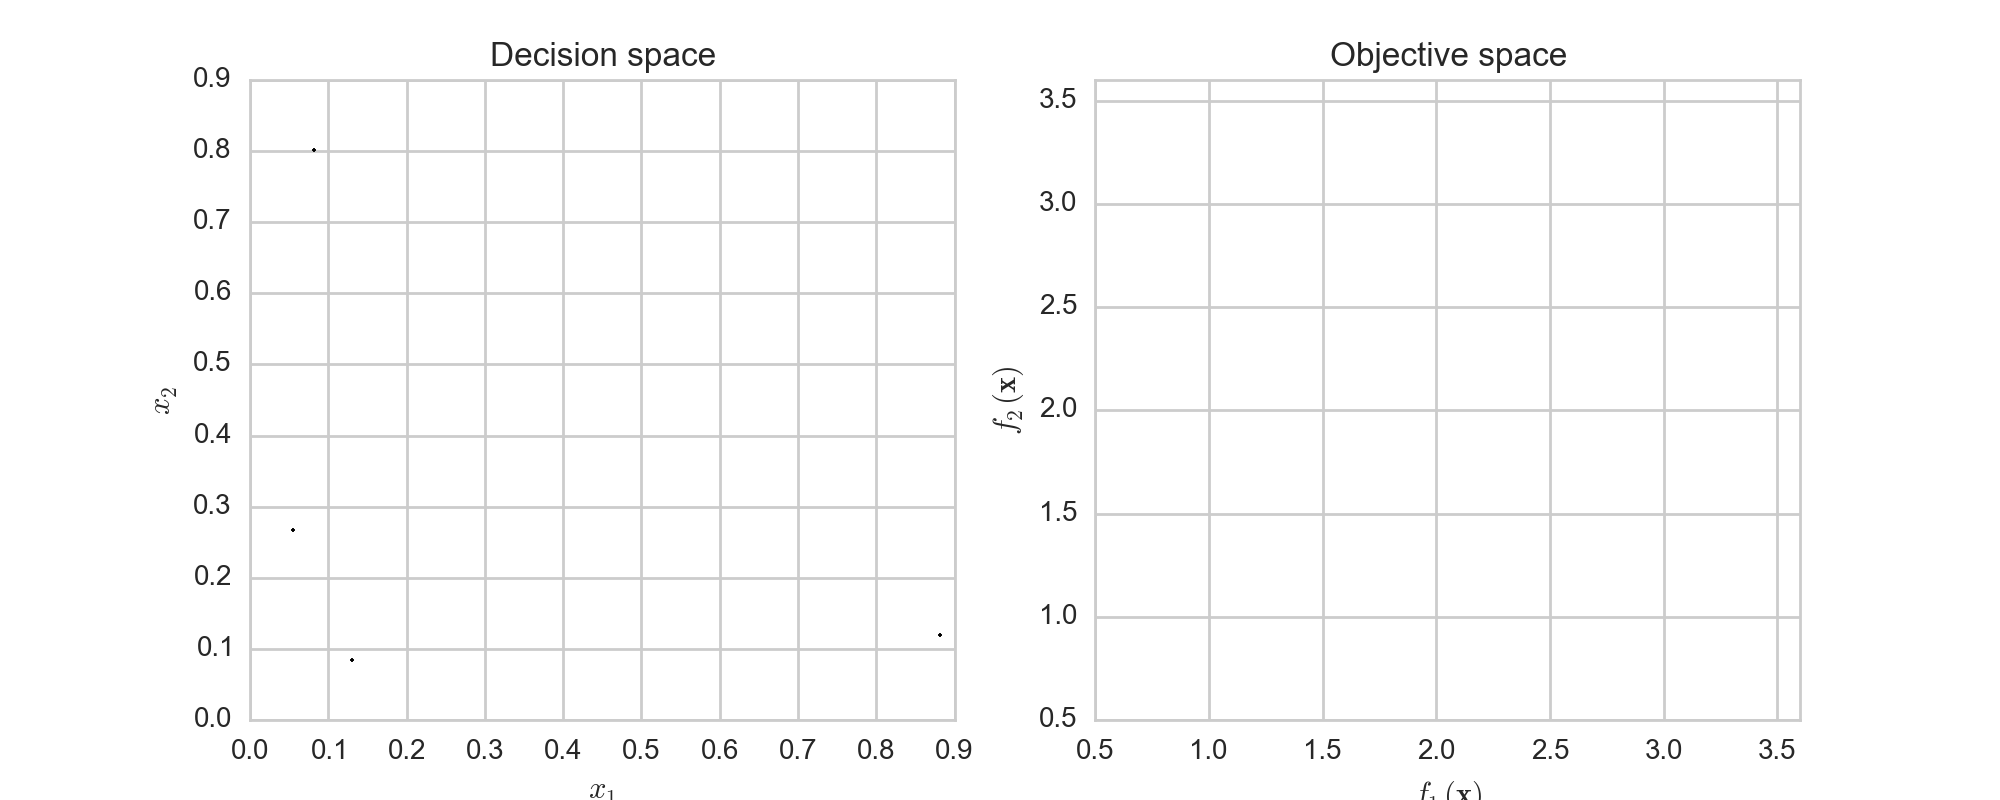 Decision space
0.9
0.8
0.7
0.6
0.5
0.4
0.3
0.2
0.1
0.0
x₂
0.0 0.1 0.2 0.3 0.4 0.5 0.6 0.7 0.8 0.9
x₁
Objective space
3.5
3.0
2.5
2.0
1.5
1.0
0.5
f₂(x)
0.5 1.0 1.5 2.0 2.5 3.0 3.5
f₁(x)